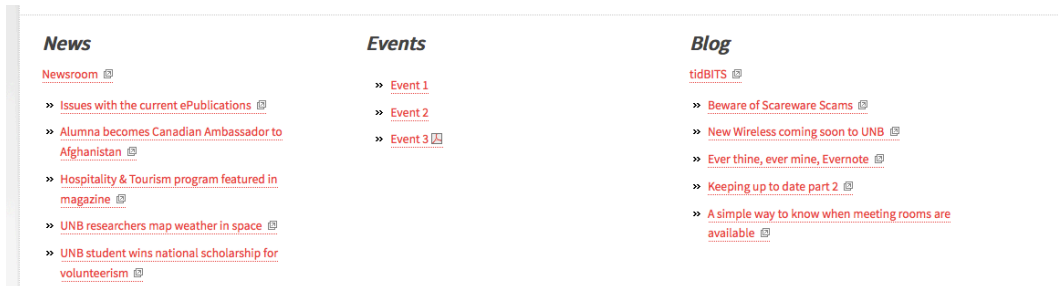 News
Newsroom
» Issues with the current ePublications
» Alumna becomes Canadian Ambassador to
Afghanistan
» Hospitality & Tourism program featured in
magazine
» UNB researchers map weather in space
» UNB student wins national scholarship for
volunteerism
Events
» Event 1
» Event 2
» Event 3
Blog
tidBITS
» Beware of Scareware Scams
» New Wireless coming soon to UNB
» Ever thine, ever mine, Evernote
» Keeping up to date part 2
» A simple way to know when meeting rooms are
available